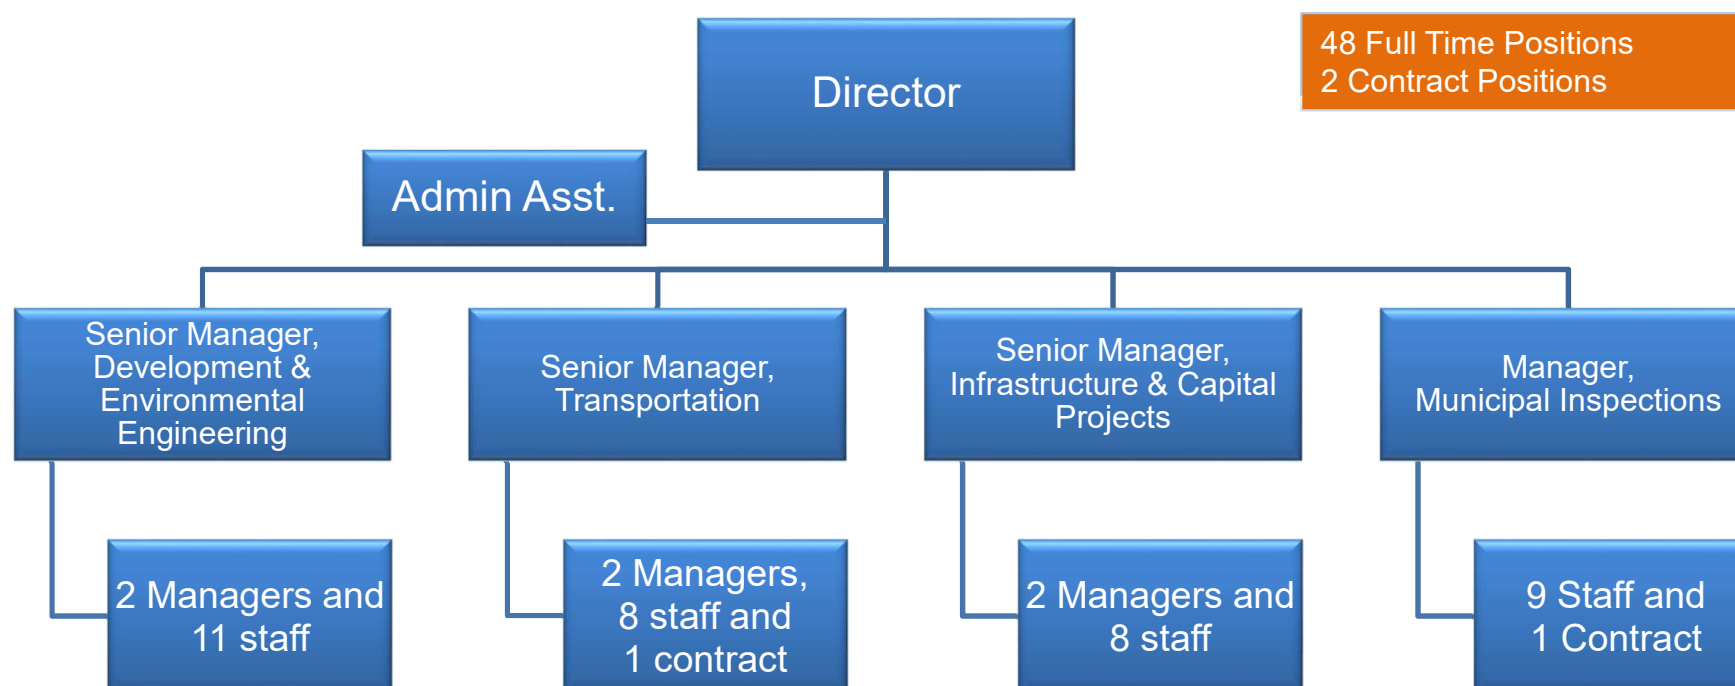 Director
48 Full Time Positions
2 Contract Positions
Admin Asst.
Senior Manager,
Development &
Environmental
Engineering
Senior Manager,
Transportation
Senior Manager,
Infrastructure & Capital
Projects
Manager,
Municipal Inspections
2 Managers and
11 staff
2 Managers,
8 staff and
1 contract
2 Managers and
8 staff
9 Staff and
1 Contract